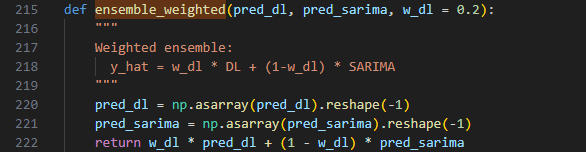 215 def ensemble_weighted(pred_dl, pred_sarima, w_dl = 0.2):
216     """
217     Weighted ensemble:
218       y_hat = w_dl * DL + (1-w_dl) * SARIMA
219     """
220     pred_dl = np.asarray(pred_dl).reshape(-1)
221     pred_sarima = np.asarray(pred_sarima).reshape(-1)
222     return w_dl * pred_dl + (1 - w_dl) * pred_sarima